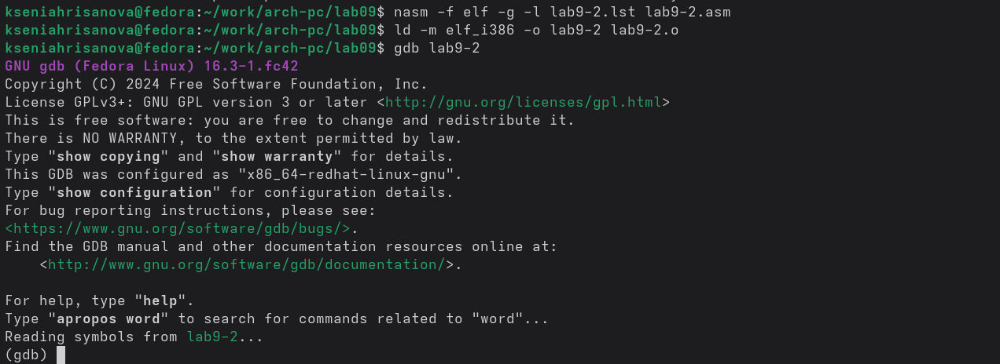 kseniahrisanova@fedora:~/work/arch-pc/lab09$ nasm -f elf -g -l lab9-2.lst lab9-2.asm
kseniahrisanova@fedora:~/work/arch-pc/lab09$ ld -m elf_i386 -o lab9-2 lab9-2.o
kseniahrisanova@fedora:~/work/arch-pc/lab09$ gdb lab9-2
GNU gdb (Fedora Linux) 16.3-1.fc42
Copyright (C) 2024 Free Software Foundation, Inc.
License GPLv3+: GNU GPL version 3 or later <http://gnu.org/licenses/gpl.html>
This is free software: you are free to change and redistribute it.
There is NO WARRANTY, to the extent permitted by law.
Type "show copying" and "show warranty" for details.
This GDB was configured as "x86_64-redhat-linux-gnu".
Type "show configuration" for configuration details.
For bug reporting instructions, please see:
<https://www.gnu.org/software/gdb/bugs/>.
Find the GDB manual and other documentation resources online at:
    <http://www.gnu.org/software/gdb/documentation/>.

For help, type "help".
Type "apropos word" to search for commands related to "word"...
Reading symbols from lab9-2...
(gdb)